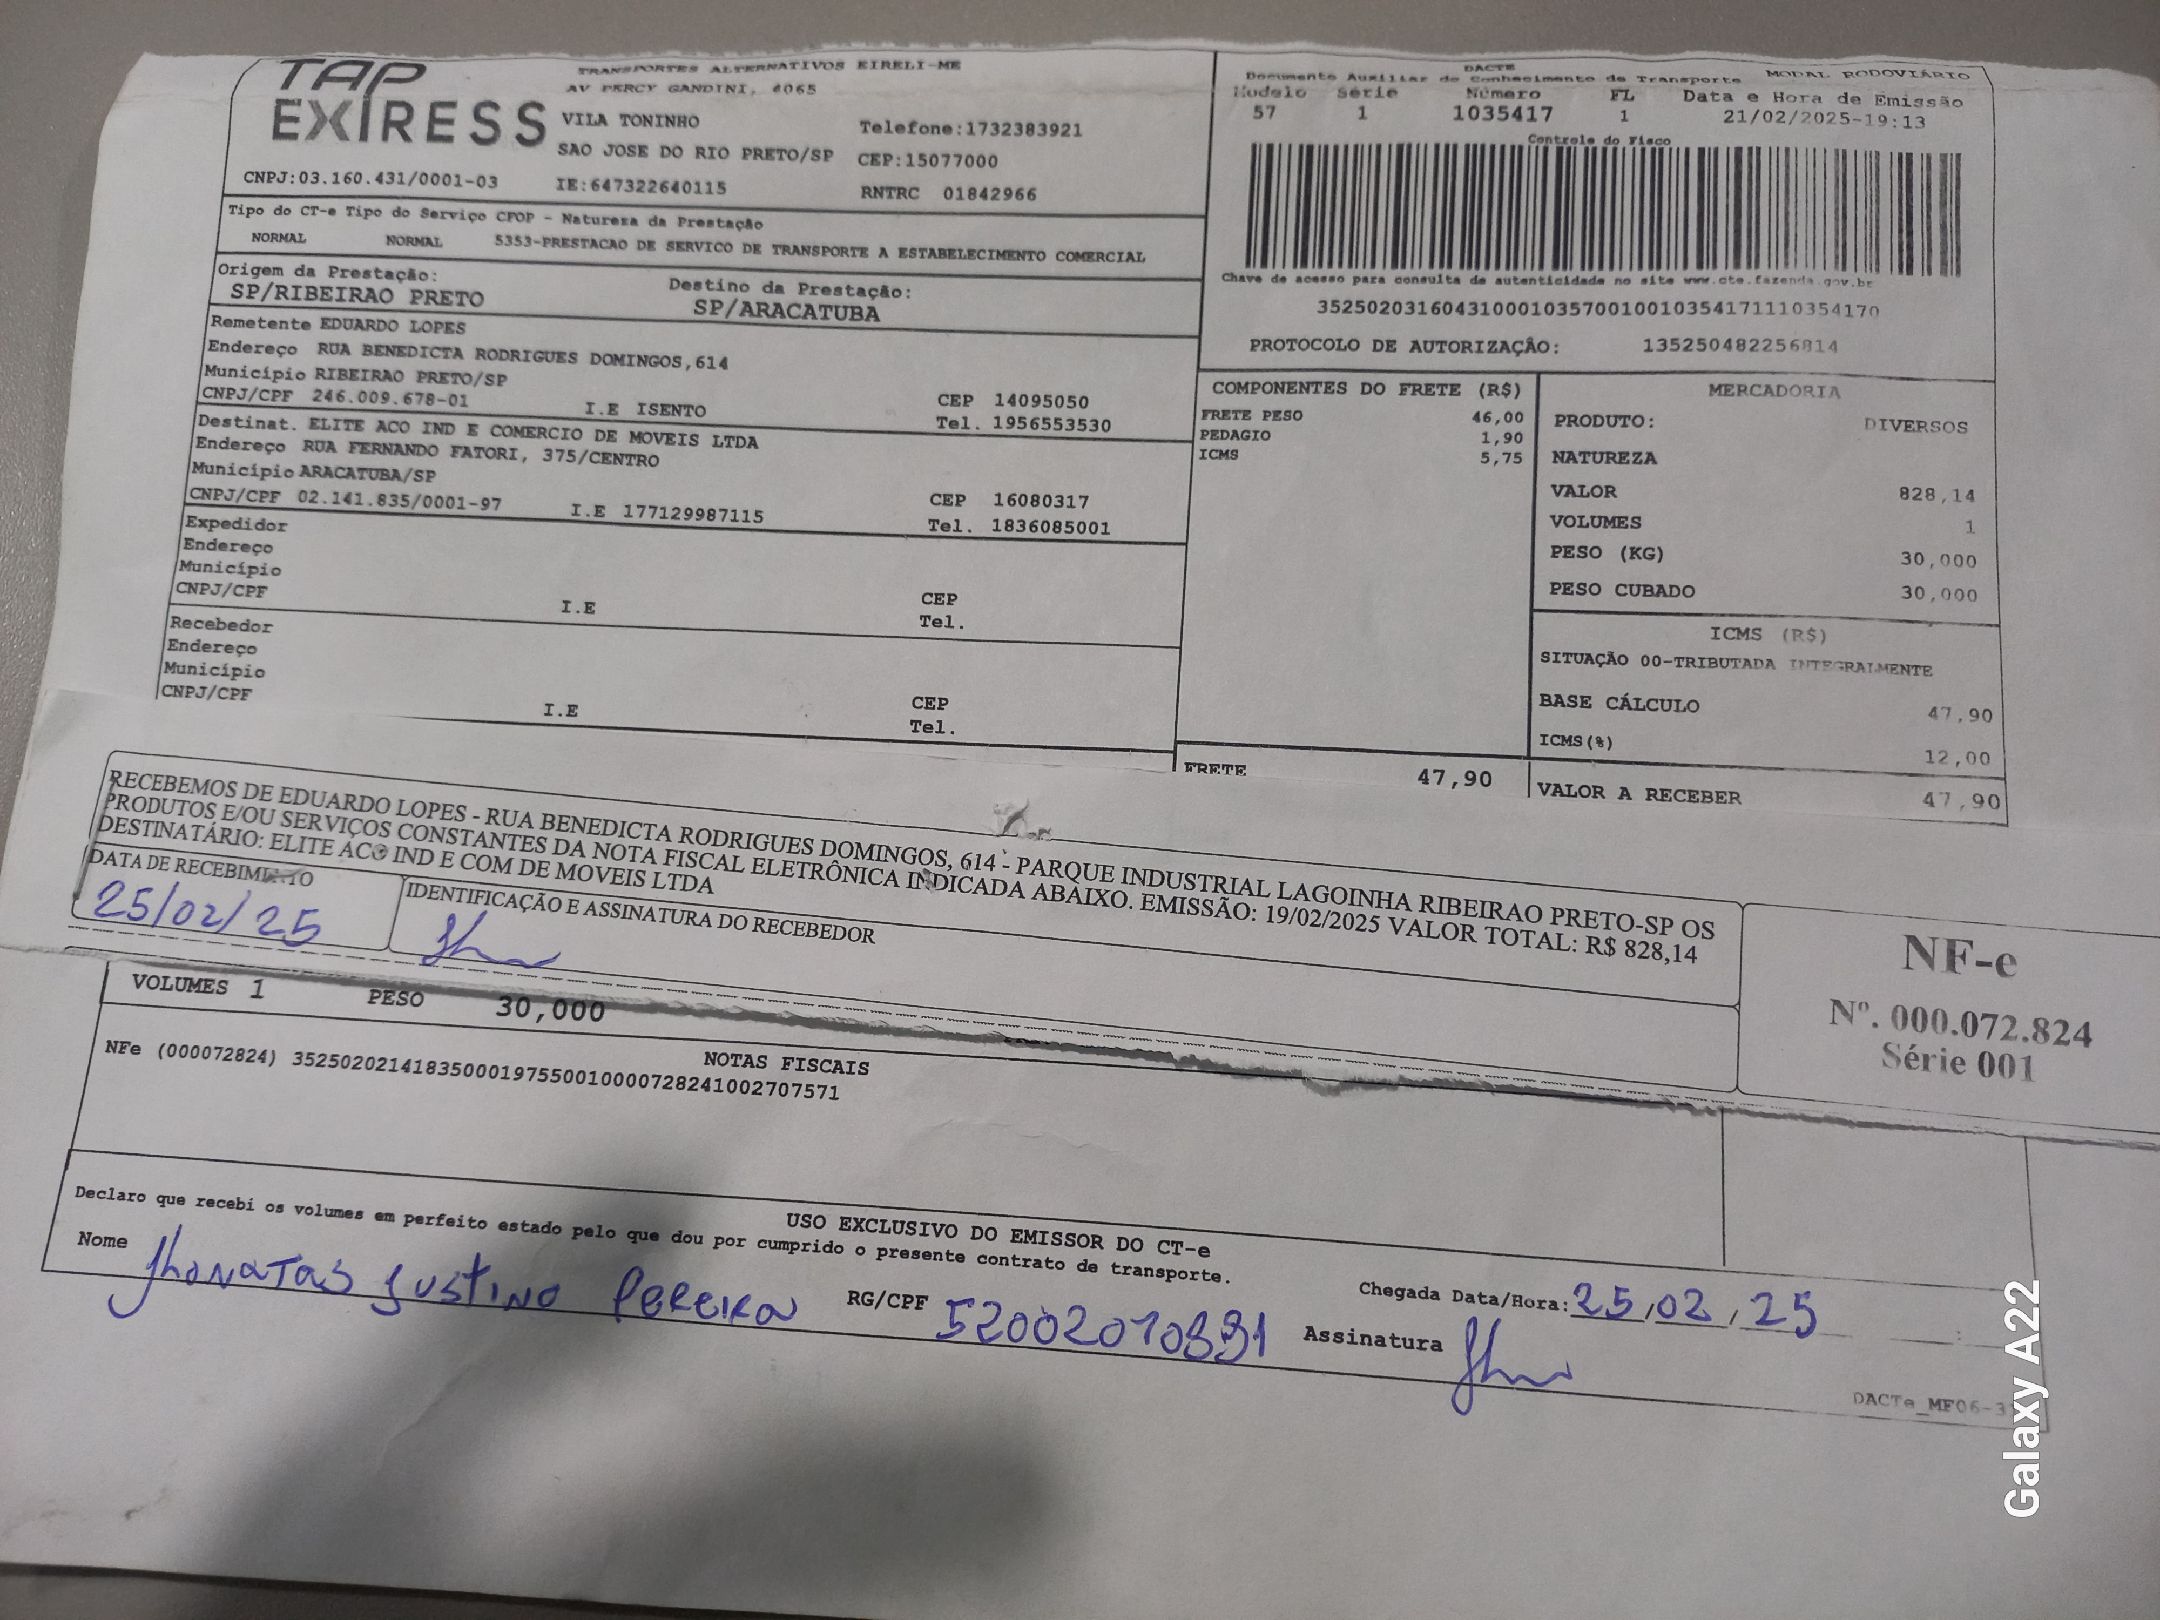 TAP
EXPRESS
TRANSPORTES ALTERNATIVOS EIRELI-ME
AV PERCY GANDINI, 4065
VILA TONINHO
Telefone:1732383921
SAO JOSE DO RIO PRETO/SP
CEP:15077000
CNPJ:03.160.431/0001-03
IE:647322640115
RNTRC 01842966
Tipo do CT-e Tipo do Serviço CFOP - Natureza da Prestação
NORMAL NORMAL 5353-PRESTACAO DE SERVICO DE TRANSPORTE A ESTABELECIMENTO COMERCIAL
Origem da Prestação:
Destino da Prestação:
SP/RIBEIRAO PRETO
SP/ARACATUBA
Remetente EDUARDO LOPES
Endereço RUA BENEDICTA RODRIGUES DOMINGOS,614
Município RIBEIRAO PRETO/SP
CEP 14095050
CNPJ/CPF 246.009.678-01 I.E ISENTO
Tel. 1956553530
Destinat. ELITE ACO IND E COMERCIO DE MOVEIS LTDA
Endereço RUA FERNANDO FATORI, 375/CENTRO
Município ARACATUBA/SP
CEP 16080317
CNPJ/CPF 02.141.835/0001-97 I.E 177129987115
Tel. 1836085001
Expedidor
Endereço
Município
CEP
CNPJ/CPF I.E
Tel.
Recebedor
Endereço
Município
CEP
CNPJ/CPF I.E
Tel.
DACTE MODAL RODOVIÁRIO
Documento Auxiliar do Conhecimento de Transporte
Modelo Série Número FL Data e Hora de Emissão
57 1 1035417 1 21/02/2025-19:13
Controle do Fisco
Chave de acesso para consulta de autenticidade no site www.cte.fazenda.gov.br
35250203160431000103570010010354171110354170
PROTOCOLO DE AUTORIZAÇÂO: 135250482256814
COMPONENTES DO FRETE (R$)
FRETE PESO 46,00
PEDAGIO 1,90
ICMS 5,75
FRETE 47,90
MERCADORIA
PRODUTO: DIVERSOS
NATUREZA
VALOR 828,14
VOLUMES 1
PESO (KG) 30,000
PESO CUBADO 30,000
ICMS (R$)
SITUAÇÃO 00-TRIBUTADA INTEGRALMENTE
BASE CÁLCULO 47,90
ICMS(%) 12,00
VALOR A RECEBER 47,90
RECEBEMOS DE EDUARDO LOPES - RUA BENEDICTA RODRIGUES DOMINGOS, 614 - PARQUE INDUSTRIAL LAGOINHA RIBEIRAO PRETO-SP OS
PRODUTOS E/OU SERVIÇOS CONSTANTES DA NOTA FISCAL ELETRÔNICA INDICADA ABAIXO. EMISSÃO: 19/02/2025 VALOR TOTAL: R$ 828,14
DESTINATÁRIO: ELITE ACO IND E COM DE MOVEIS LTDA
DATA DE RECEBIMENTO
25/02/25
IDENTIFICAÇÃO E ASSINATURA DO RECEBEDOR
NF-e
Nº. 000.072.824
Série 001
VOLUMES 1 PESO 30,000
NOTAS FISCAIS
NFe (000072824) 35250202141835000197550010000728241002707571
USO EXCLUSIVO DO EMISSOR DO CT-e
Declaro que recebi os volumes em perfeito estado pelo que dou por cumprido o presente contrato de transporte.
Nome Jhonatas Justino Pereira
RG/CPF 52002010891
Chegada Data/Hora: 25/02/25
Assinatura
Galaxy A22